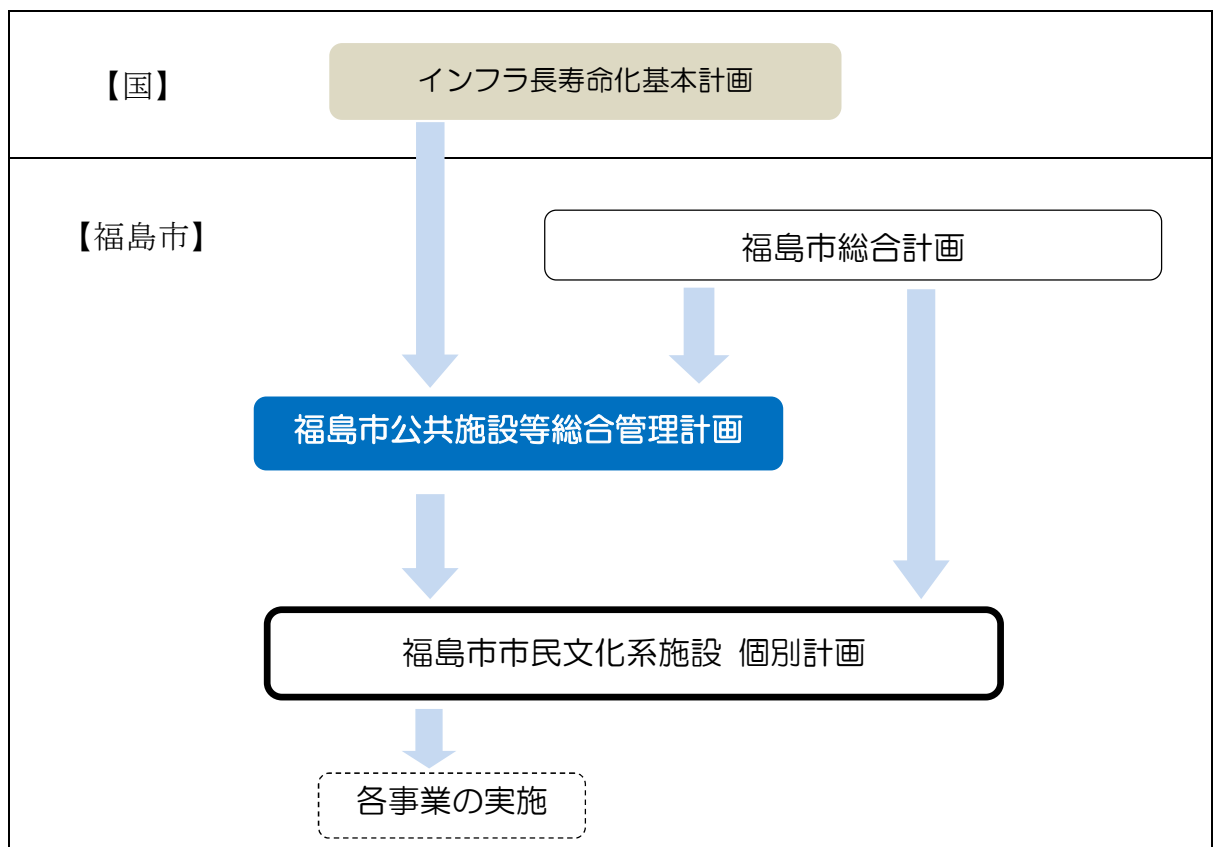 【国】
インフラ長寿命化基本計画
【福島市】
福島市総合計画
福島市公共施設等総合管理計画
福島市市民文化系施設 個別計画
各事業の実施